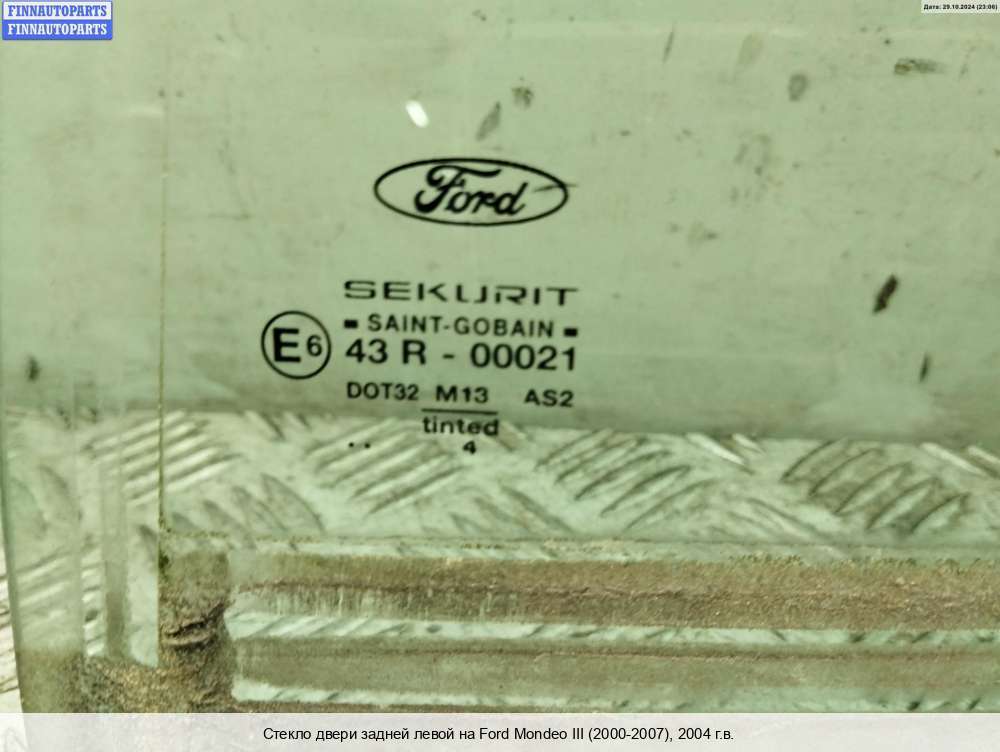 FINNAUTOPARTS
FINNAUTOPARTS
Дата: 29.10.2024 (23:06)
Ford
SEKURIT
SAINT-GOBAIN
E6 43 R - 00021
DOT32 M13 AS2
tinted
.. 4
Стекло двери задней левой на Ford Mondeo III (2000-2007), 2004 г.в.